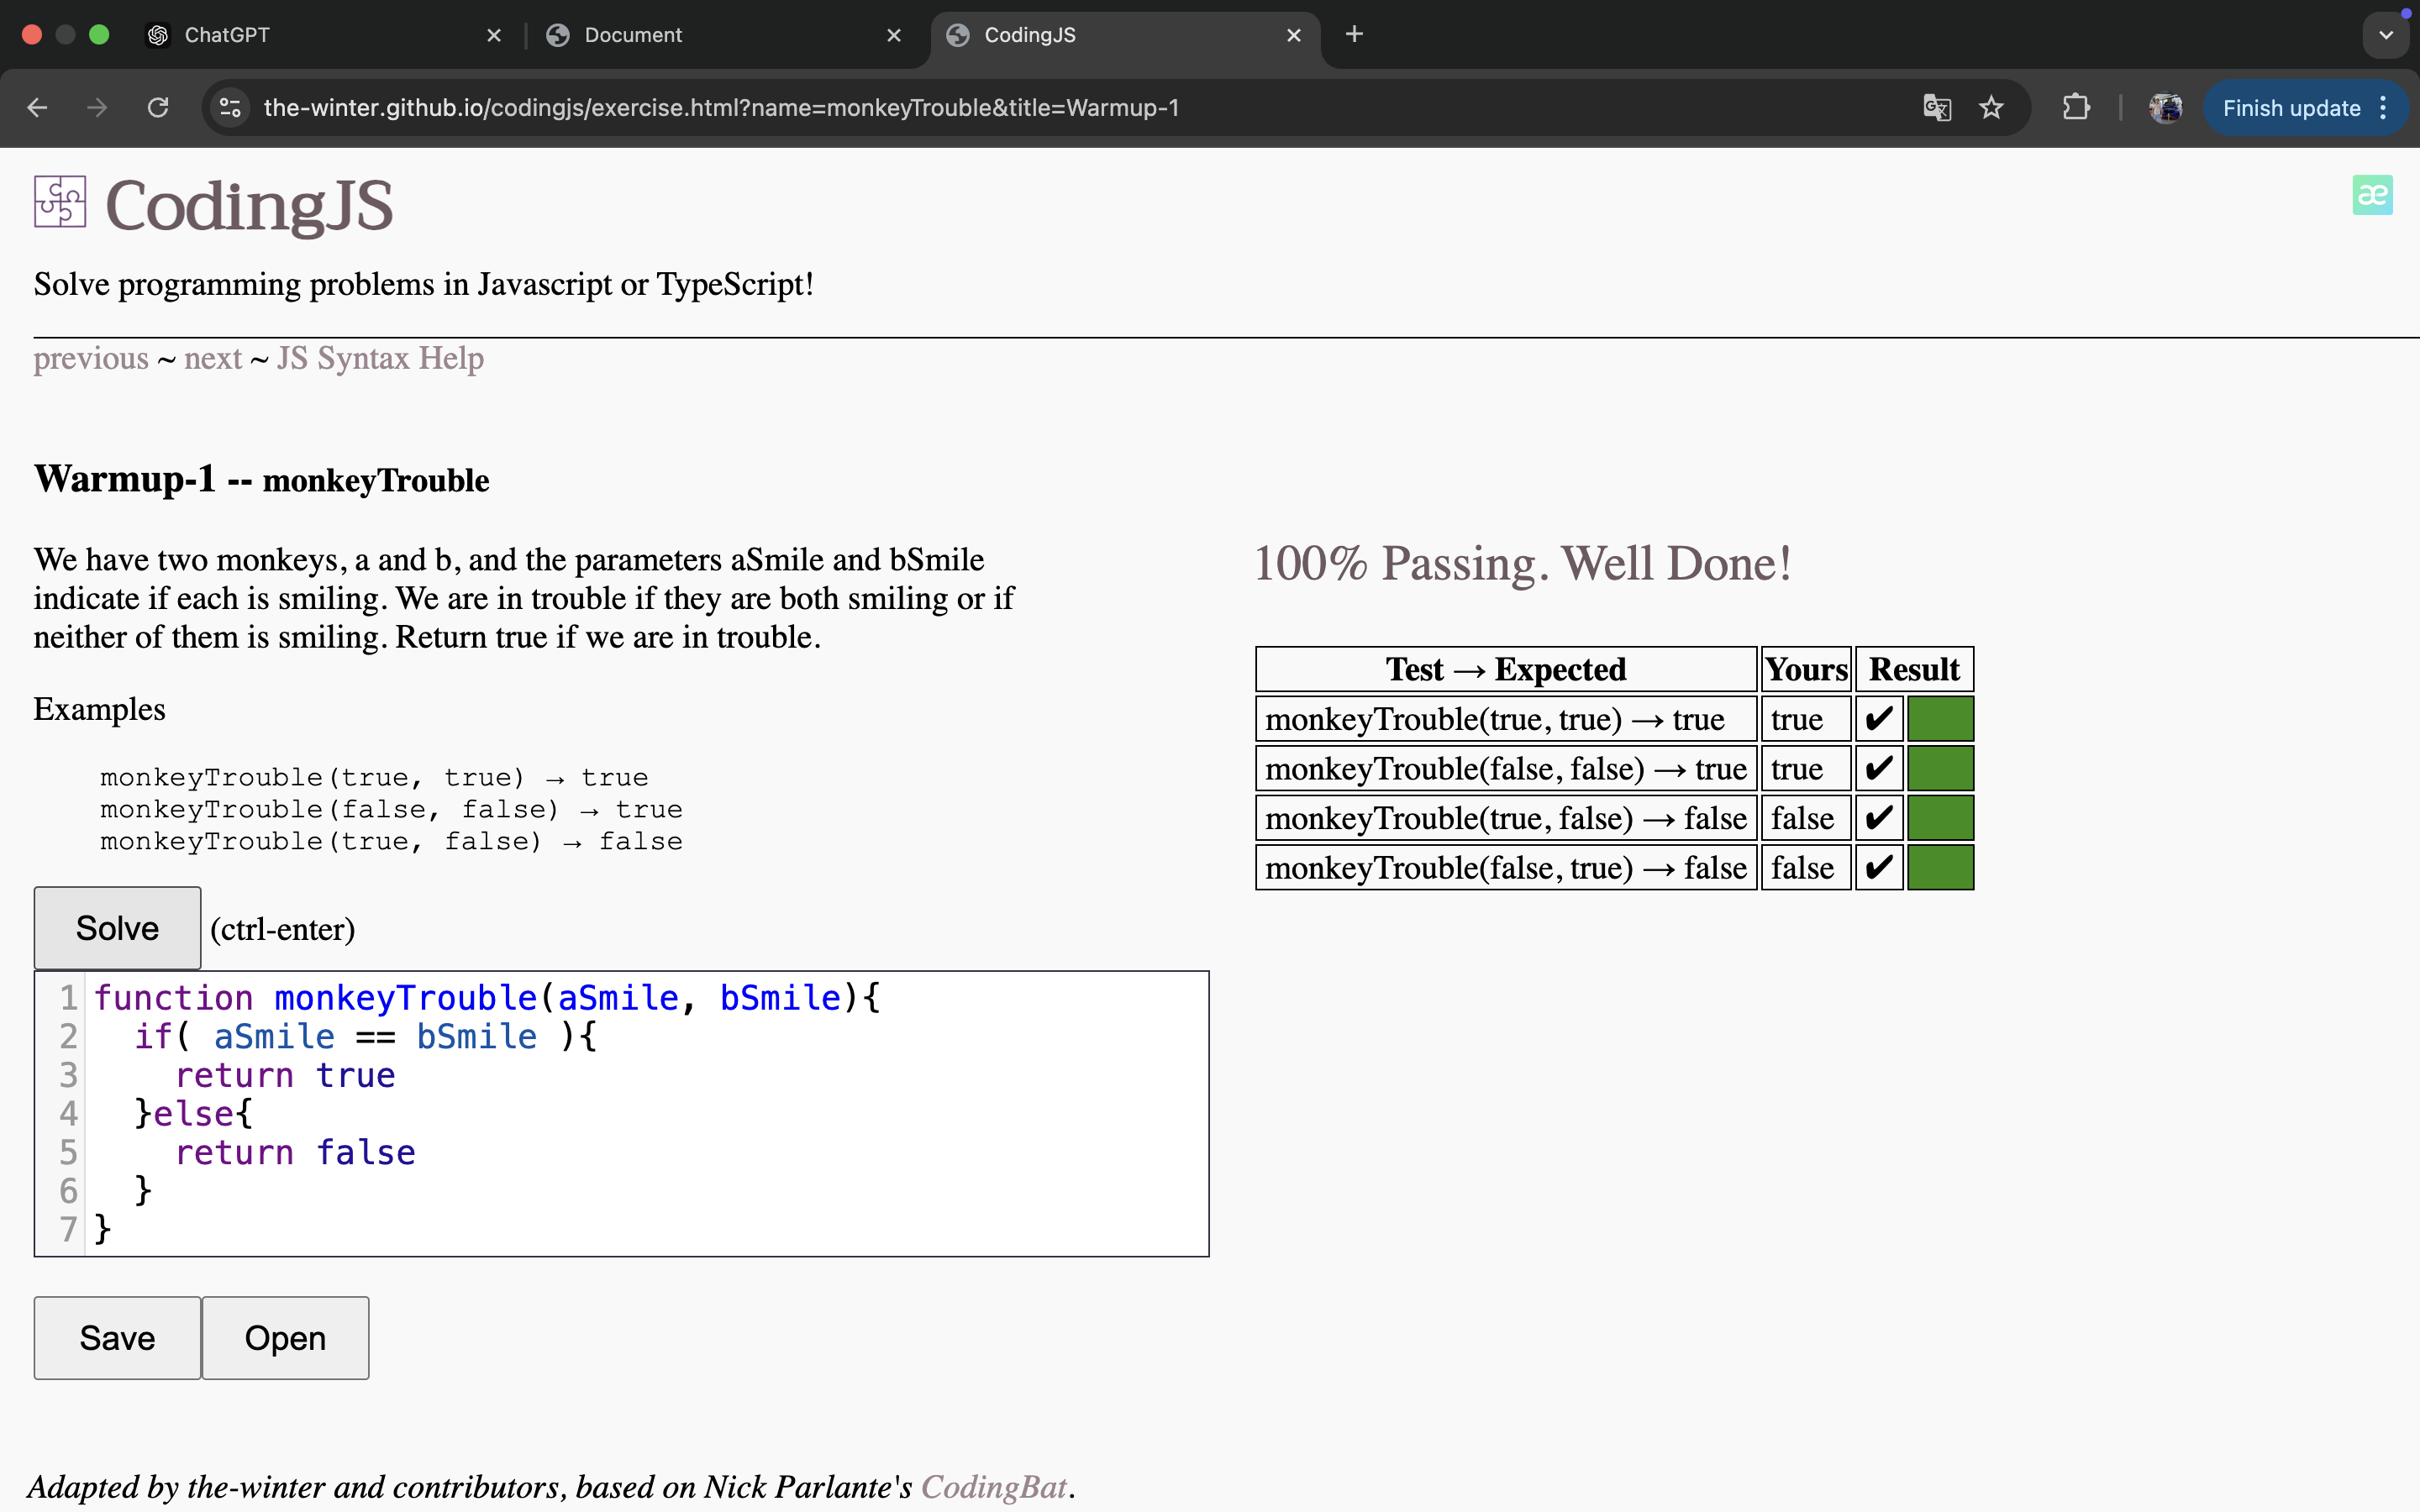 ChatGPT
Document
CodingJS
the-winter.github.io/codingjs/exercise.html?name=monkeyTrouble&title=Warmup-1
Finish update
CodingJS
æ
Solve programming problems in Javascript or TypeScript!
previous ~ next ~ JS Syntax Help
Warmup-1 -- monkeyTrouble
We have two monkeys, a and b, and the parameters aSmile and bSmile
indicate if each is smiling. We are in trouble if they are both smiling or if
neither of them is smiling. Return true if we are in trouble.
Examples
monkeyTrouble(true, true) → true
monkeyTrouble(false, false) → true
monkeyTrouble(true, false) → false
Solve (ctrl-enter)
1 function monkeyTrouble(aSmile, bSmile){
2   if( aSmile == bSmile ){
3     return true
4   }else{
5     return false
6   }
7 }
Save Open
100% Passing. Well Done!
Test → Expected Yours Result
monkeyTrouble(true, true) → true true ✔
monkeyTrouble(false, false) → true true ✔
monkeyTrouble(true, false) → false false ✔
monkeyTrouble(false, true) → false false ✔
Adapted by the-winter and contributors, based on Nick Parlante's CodingBat.